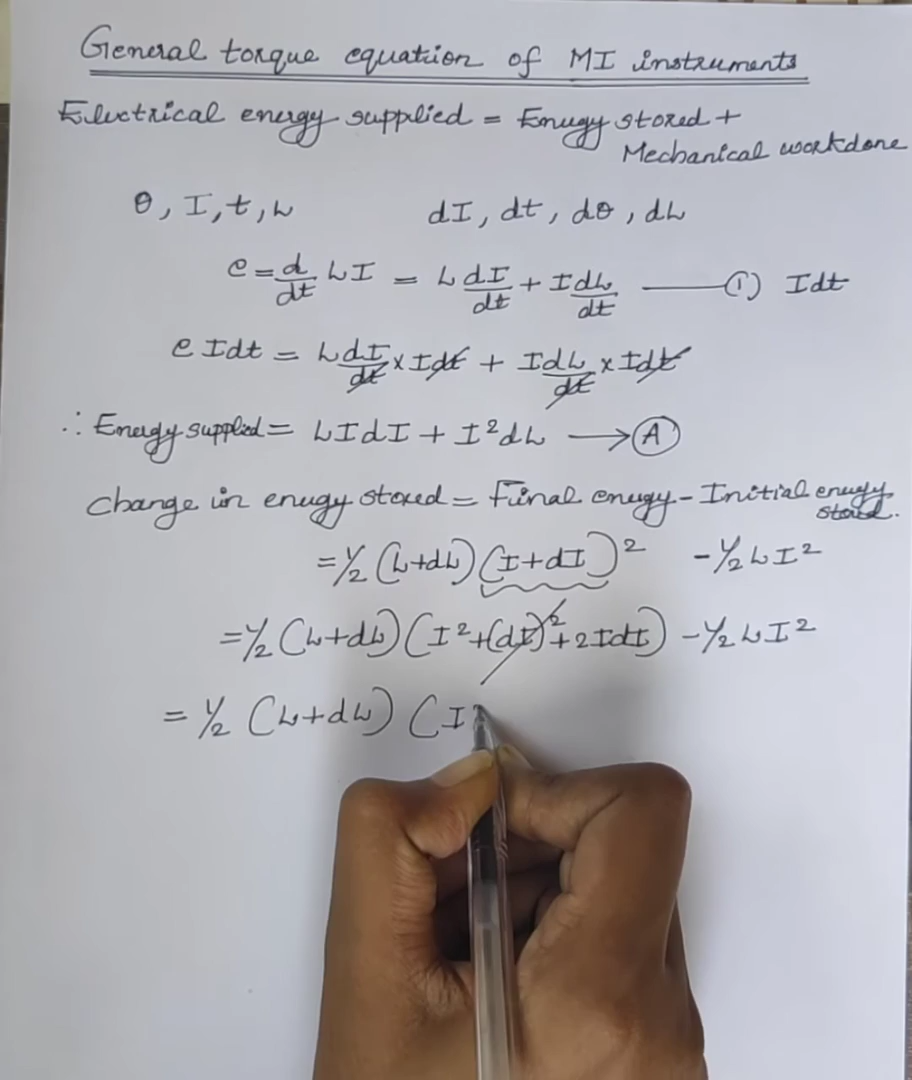 General torque equation of MI instruments
Electrical energy supplied = Energy stored +
Mechanical workdone
θ, I, t, L dI, dt, dθ, dL
e = d/dt LI = L dI/dt + I dL/dt —— (1) Idt
e Idt = L dI/dt × Idt + I dL/dt × Idt
∴ Energy supplied = LIdI + I²dL → (A)
Change in energy stored = Final energy - Initial energy stored.
= 1/2 (L+dL) (I+dI)² - 1/2 LI²
= 1/2 (L+dL) (I² + (dI)² + 2IdI) - 1/2 LI²
= 1/2 (L+dL) (I²